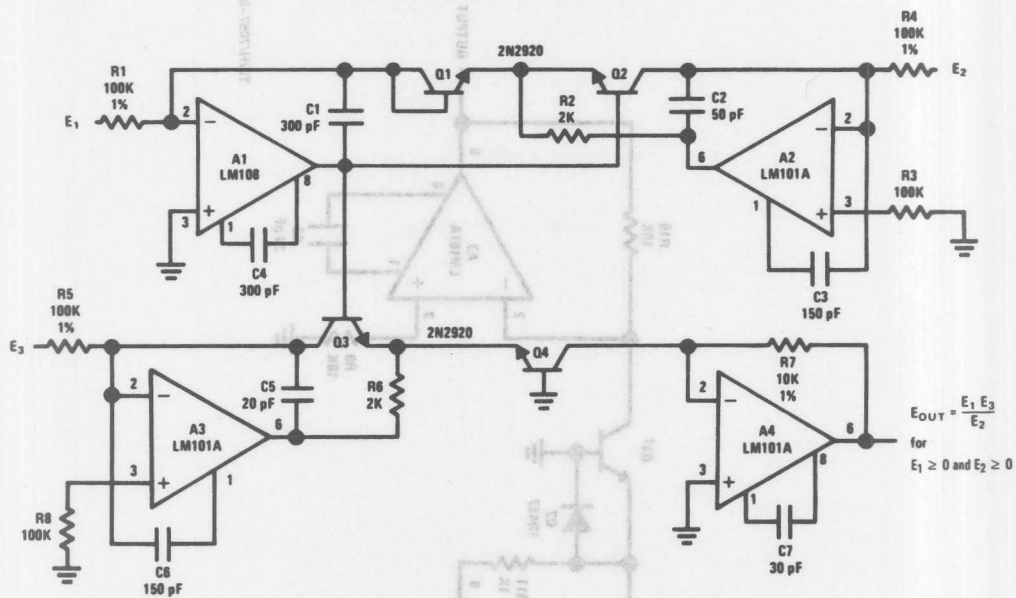 2N2920
R4
100K
1%
R1
100K
1%
Q1
Q2
E2
E1
C1
300 pF
R2
2K
C2
50 pF
2
−
A1
LM108
8
3
+
1
C4
300 pF
6
A2
LM101A
−
2
1
+
3
R3
100K
C3
150 pF
R5
100K
1%
E3
Q3
2N2920
Q4
2
−
C5
20 pF
R6
2K
A3
LM101A
6
3
+
1
R8
100K
C6
150 pF
R7
10K
1%
2
−
A4
LM101A
6
3
+
1
8
C7
30 pF
EOUT = E1 E3
E2
for
E1 ≥ 0 and E2 ≥ 0